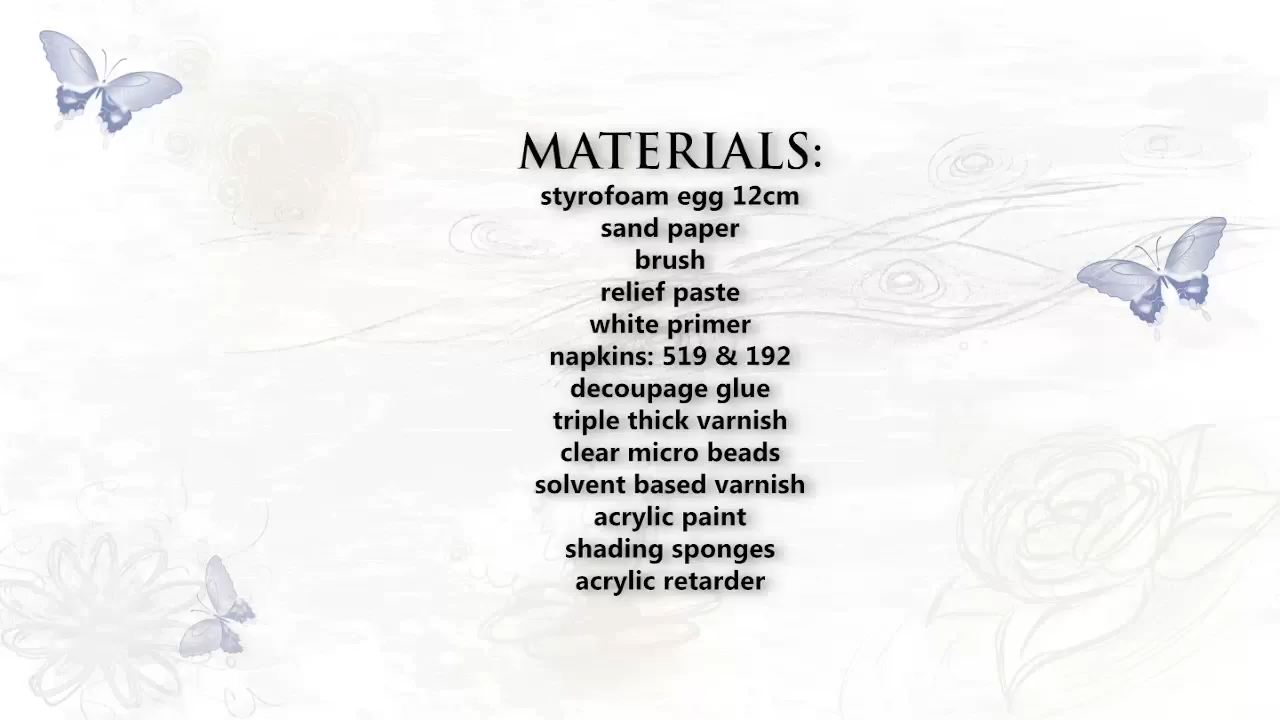 MATERIALS:
styrofoam egg 12cm
sand paper
brush
relief paste
white primer
napkins: 519 & 192
decoupage glue
triple thick varnish
clear micro beads
solvent based varnish
acrylic paint
shading sponges
acrylic retarder